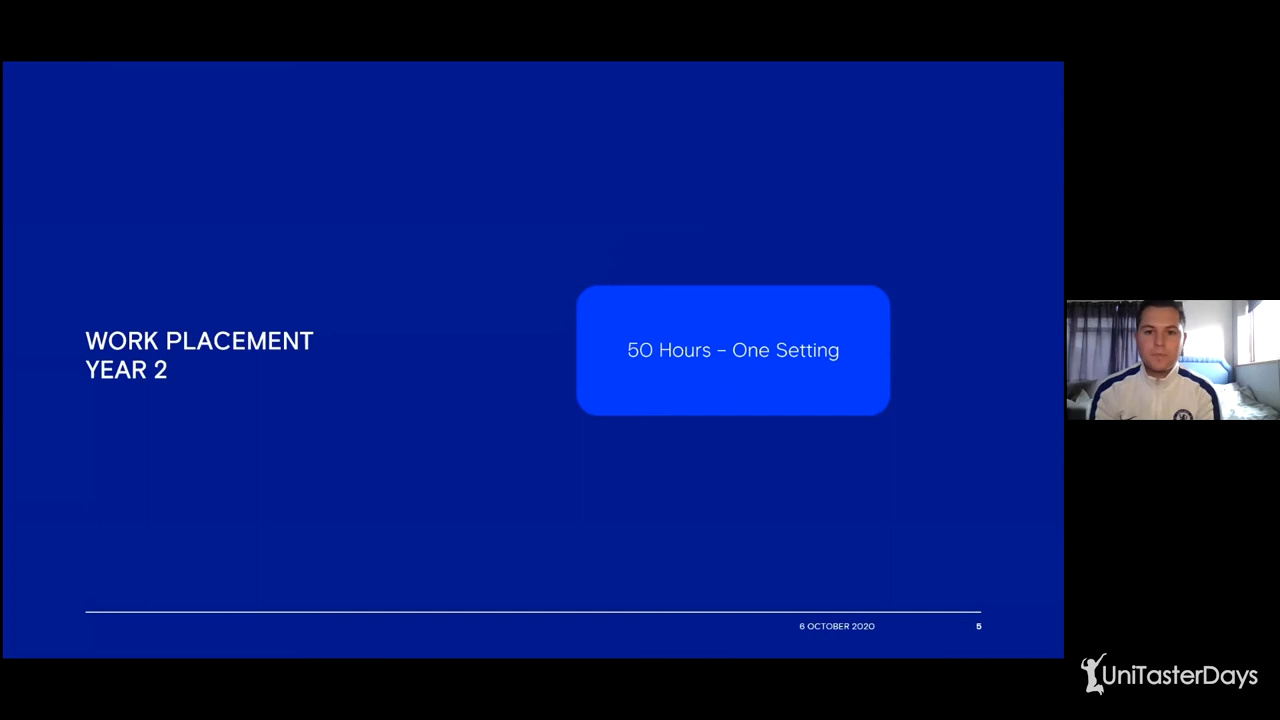 WORK PLACEMENT
YEAR 2
50 Hours – One Setting
6 OCTOBER 2020
5
UniTasterDays